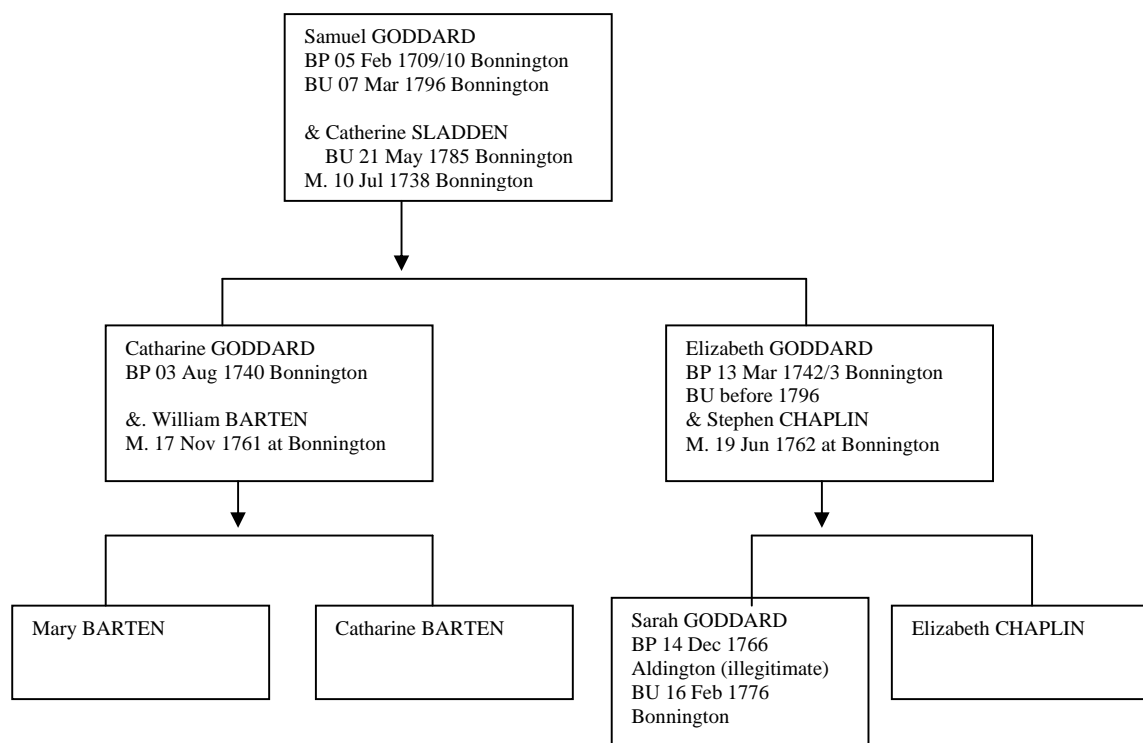 Samuel GODDARD
BP 05 Feb 1709/10 Bonnington
BU 07 Mar 1796 Bonnington
& Catherine SLADDEN
BU 21 May 1785 Bonnington
M. 10 Jul 1738 Bonnington
Catharine GODDARD
BP 03 Aug 1740 Bonnington
&. William BARTEN
M. 17 Nov 1761 at Bonnington
Elizabeth GODDARD
BP 13 Mar 1742/3 Bonnington
BU before 1796
& Stephen CHAPLIN
M. 19 Jun 1762 at Bonnington
Mary BARTEN
Catharine BARTEN
Sarah GODDARD
BP 14 Dec 1766
Aldington (illegitimate)
BU 16 Feb 1776
Bonnington
Elizabeth CHAPLIN